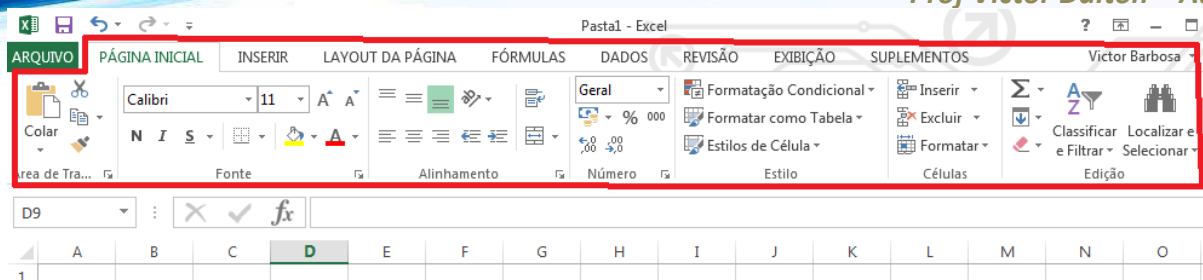 Prof Victor Dalton
Pasta1 - Excel
ARQUIVO PÁGINA INICIAL INSERIR LAYOUT DA PÁGINA FÓRMULAS DADOS REVISÃO EXIBIÇÃO SUPLEMENTOS Victor Barbosa
Calibri 11 Geral Formatação Condicional Inserir
Colar N I S A % 000 Formatar como Tabela Excluir Classificar e Filtrar Localizar e Selecionar
Estilos de Célula Formatar
Área de Tra... Fonte Alinhamento Número Estilo Células Edição
D9 fx
A B C D E F G H I J K L M N O
1